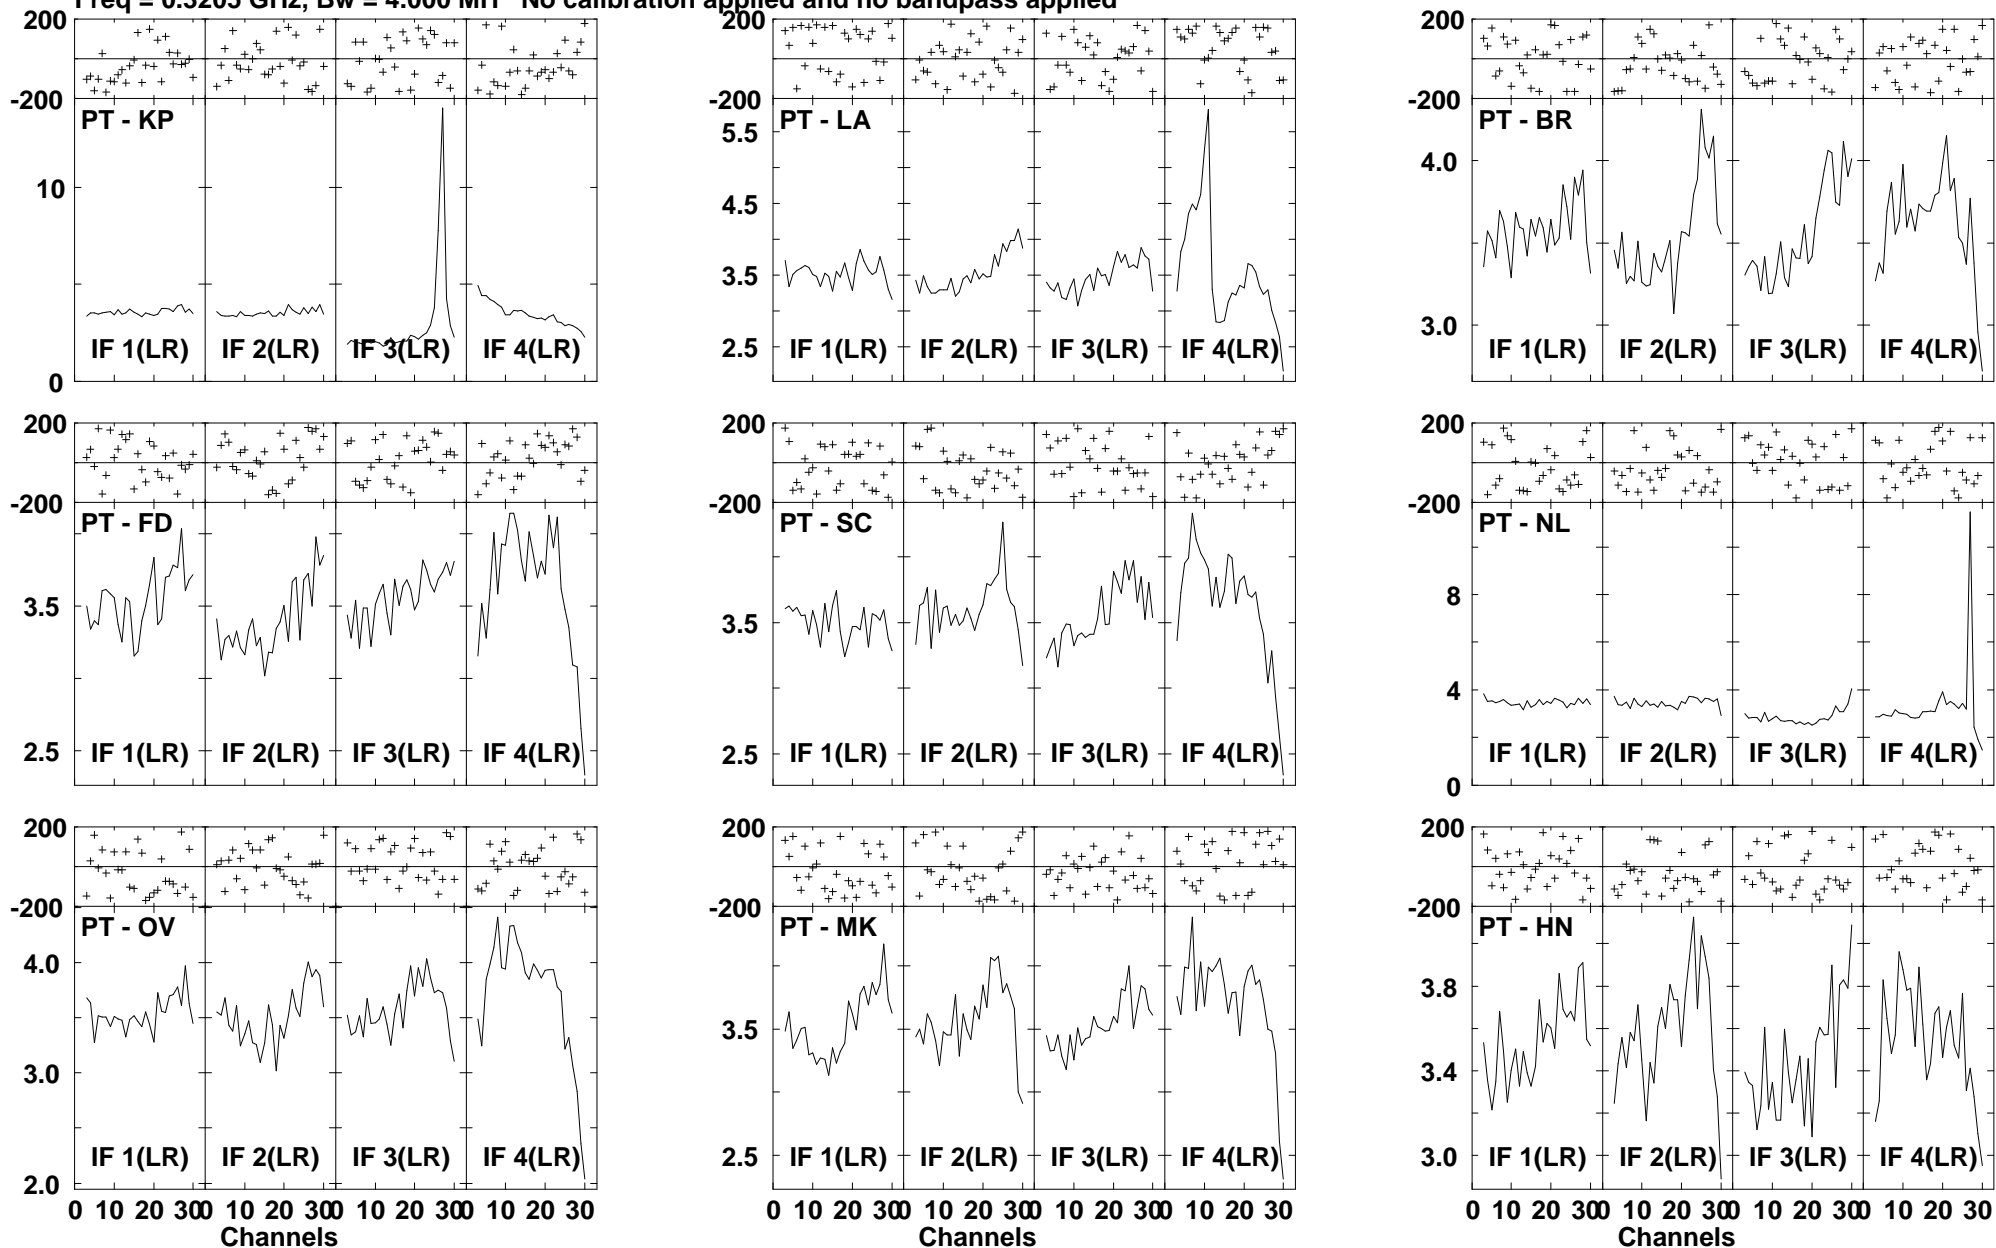 Freq = 0.3205 GHz, Bw = 4.000 MH No calibration applied and no bandpass applied
200 200 200
-200 -200 -200
PT - KP PT - LA PT - BR
5.5
4.0
10
4.5
3.5
3.0
IF 1(LR) IF 2(LR) IF 3(LR) IF 4(LR) IF 1(LR) IF 2(LR) IF 3(LR) IF 4(LR) IF 1(LR) IF 2(LR) IF 3(LR) IF 4(LR)
2.5
0
200 200 200
-200 -200 -200
PT - FD PT - SC PT - NL
8
3.5 3.5
4
2.5 IF 1(LR) IF 2(LR) IF 3(LR) IF 4(LR) 2.5 IF 1(LR) IF 2(LR) IF 3(LR) IF 4(LR) IF 1(LR) IF 2(LR) IF 3(LR) IF 4(LR)
0
200 200 200
-200 -200 -200
PT - OV PT - MK PT - HN
4.0
3.8
3.5
3.0 3.4
2.5 3.0
IF 1(LR) IF 2(LR) IF 3(LR) IF 4(LR) IF 1(LR) IF 2(LR) IF 3(LR) IF 4(LR) IF 1(LR) IF 2(LR) IF 3(LR) IF 4(LR)
2.0
0 10 20 30 0 10 20 30 0 10 20 30 0 10 20 30 0 10 20 30 0 10 20 30 0 10 20 30 0 10 20 30 0 10 20 30 0 10 20 30 0 10 20 30 0 10 20 30
Channels Channels Channels